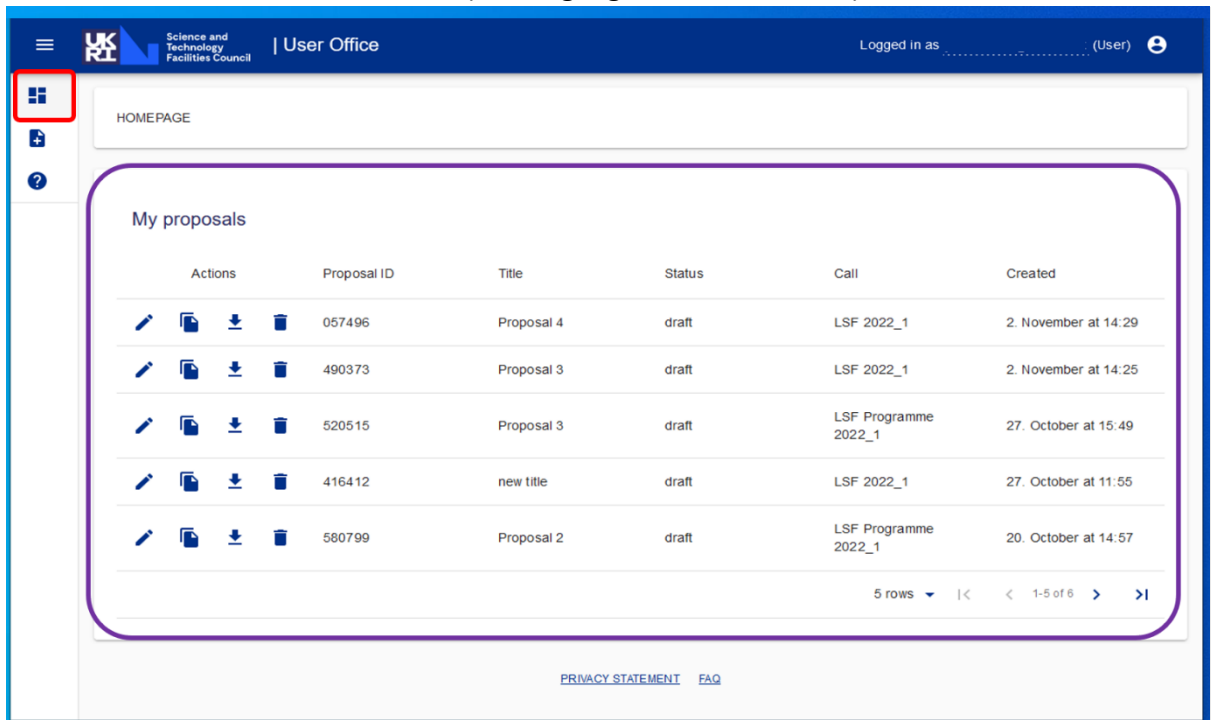 UK
RI
Science and
Technology
Facilities Council
| User Office
Logged in as (User)
HOMEPAGE
My proposals
Actions Proposal ID Title Status Call Created
057496 Proposal 4 draft LSF 2022_1 2. November at 14:29
490373 Proposal 3 draft LSF 2022_1 2. November at 14:25
520515 Proposal 3 draft LSF Programme
2022_1 27. October at 15:49
416412 new title draft LSF 2022_1 27. October at 11:55
580799 Proposal 2 draft LSF Programme
2022_1 20. October at 14:57
5 rows 1-5 of 6
PRIVACY STATEMENT FAQ